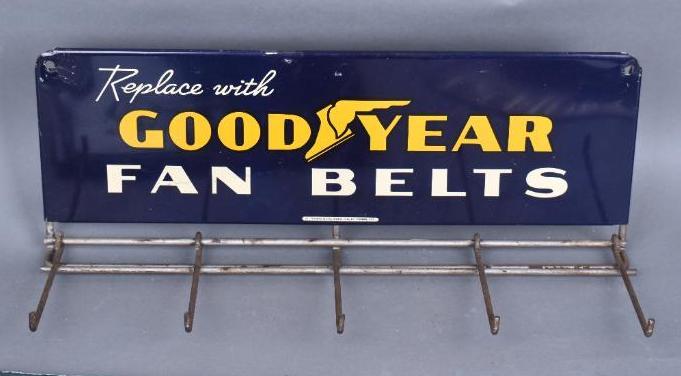 Replace with
GOODYEAR
FAN BELTS